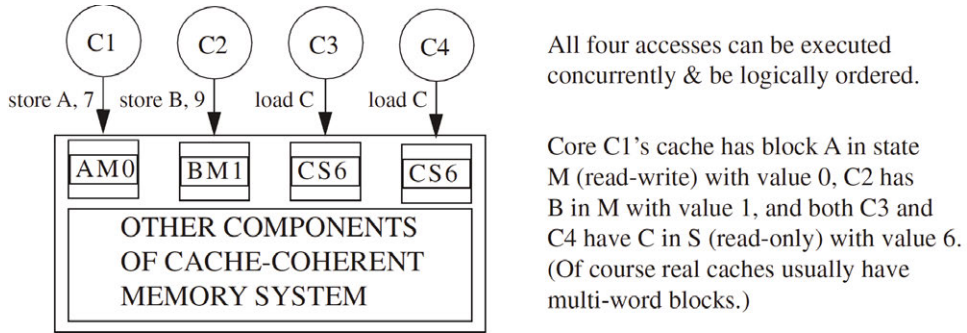 C1 C2 C3 C4
store A, 7 store B, 9 load C load C
AM0 BM1 CS6 CS6
OTHER COMPONENTS
OF CACHE-COHERENT
MEMORY SYSTEM
All four accesses can be executed
concurrently & be logically ordered.
Core C1’s cache has block A in state
M (read-write) with value 0, C2 has
B in M with value 1, and both C3 and
C4 have C in S (read-only) with value 6.
(Of course real caches usually have
multi-word blocks.)